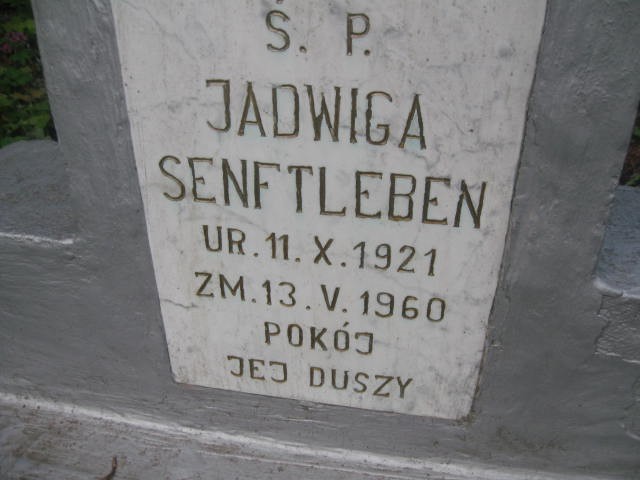 Ś. P.
JADWIGA
SENFTLEBEN
UR. 11. X. 1921
ZM. 13. V. 1960
POKÓJ
JEJ DUSZY